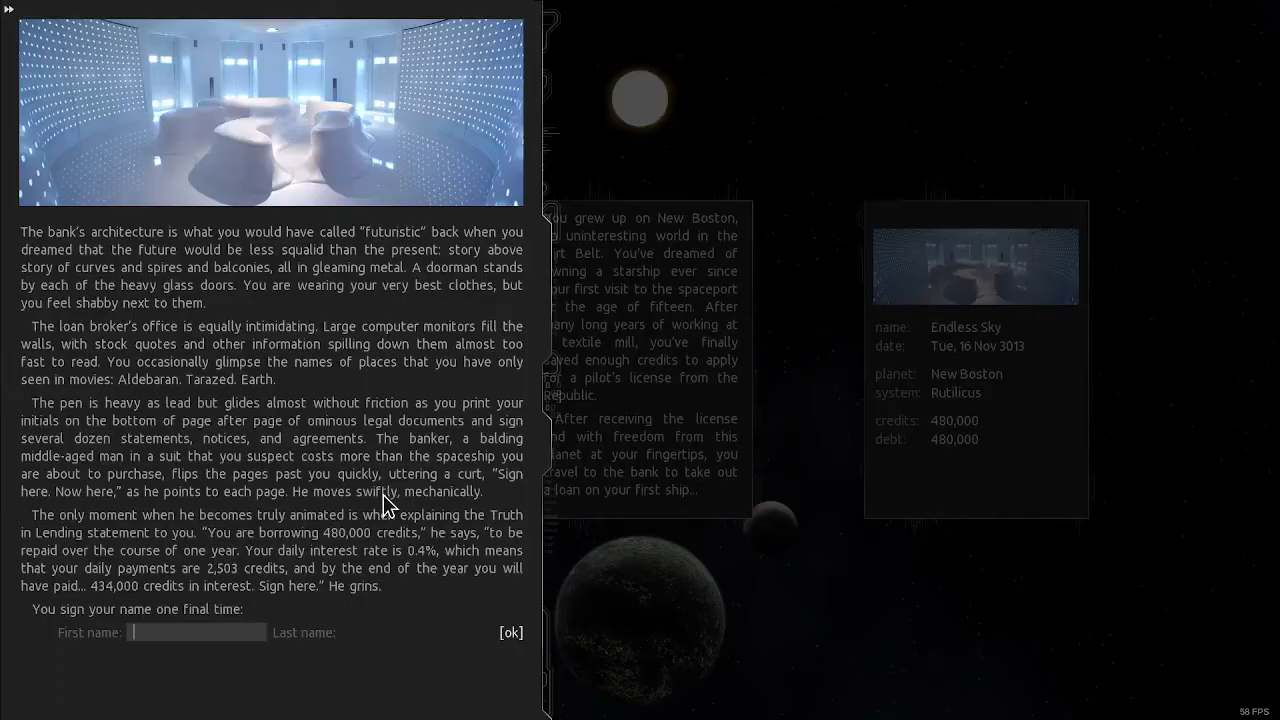 The bank's architecture is what you would have called "futuristic" back when you
dreamed that the future would be less squalid than the present: story above
story of curves and spires and balconies, all in gleaming metal. A doorman stands
by each of the heavy glass doors. You are wearing your very best clothes, but
you feel shabby next to them.
The loan broker's office is equally intimidating. Large computer monitors fill the
walls, with stock quotes and other information spilling down them almost too
fast to read. You occasionally glimpse the names of places that you have only
seen in movies: Aldebaran. Tarazed. Earth.
The pen is heavy as lead but glides almost without friction as you print your
initials on the bottom of page after page of ominous legal documents and sign
several dozen statements, notices, and agreements. The banker, a balding
middle-aged man in a suit that you suspect costs more than the spaceship you
are about to purchase, flips the pages past you quickly, uttering a curt, "Sign
here. Now here," as he points to each page. He moves swiftly, mechanically.
The only moment when he becomes truly animated is when explaining the Truth
in Lending statement to you. "You are borrowing 480,000 credits," he says, "to be
repaid over the course of one year. Your daily interest rate is 0.4%, which means
that your daily payments are 2,503 credits, and by the end of the year you will
have paid... 434,000 credits in interest. Sign here." He grins.
You sign your name one final time:
First name: Last name: [ok]
You grew up on New Boston,
uninteresting world in the
rt Belt. You've dreamed of
wning a starship ever since
our first visit to the spaceport
t the age of fifteen. After
any long years of working at
textile mill, you've finally
aved enough credits to apply
for a pilot's license from the
Republic.
After receiving the license
nd with freedom from this
lanet at your fingertips, you
ravel to the bank to take out
a loan on your first ship...
name: Endless Sky
date: Tue, 16 Nov 3013
planet: New Boston
system: Rutilicus
credits: 480,000
debt: 480,000
58 FPS